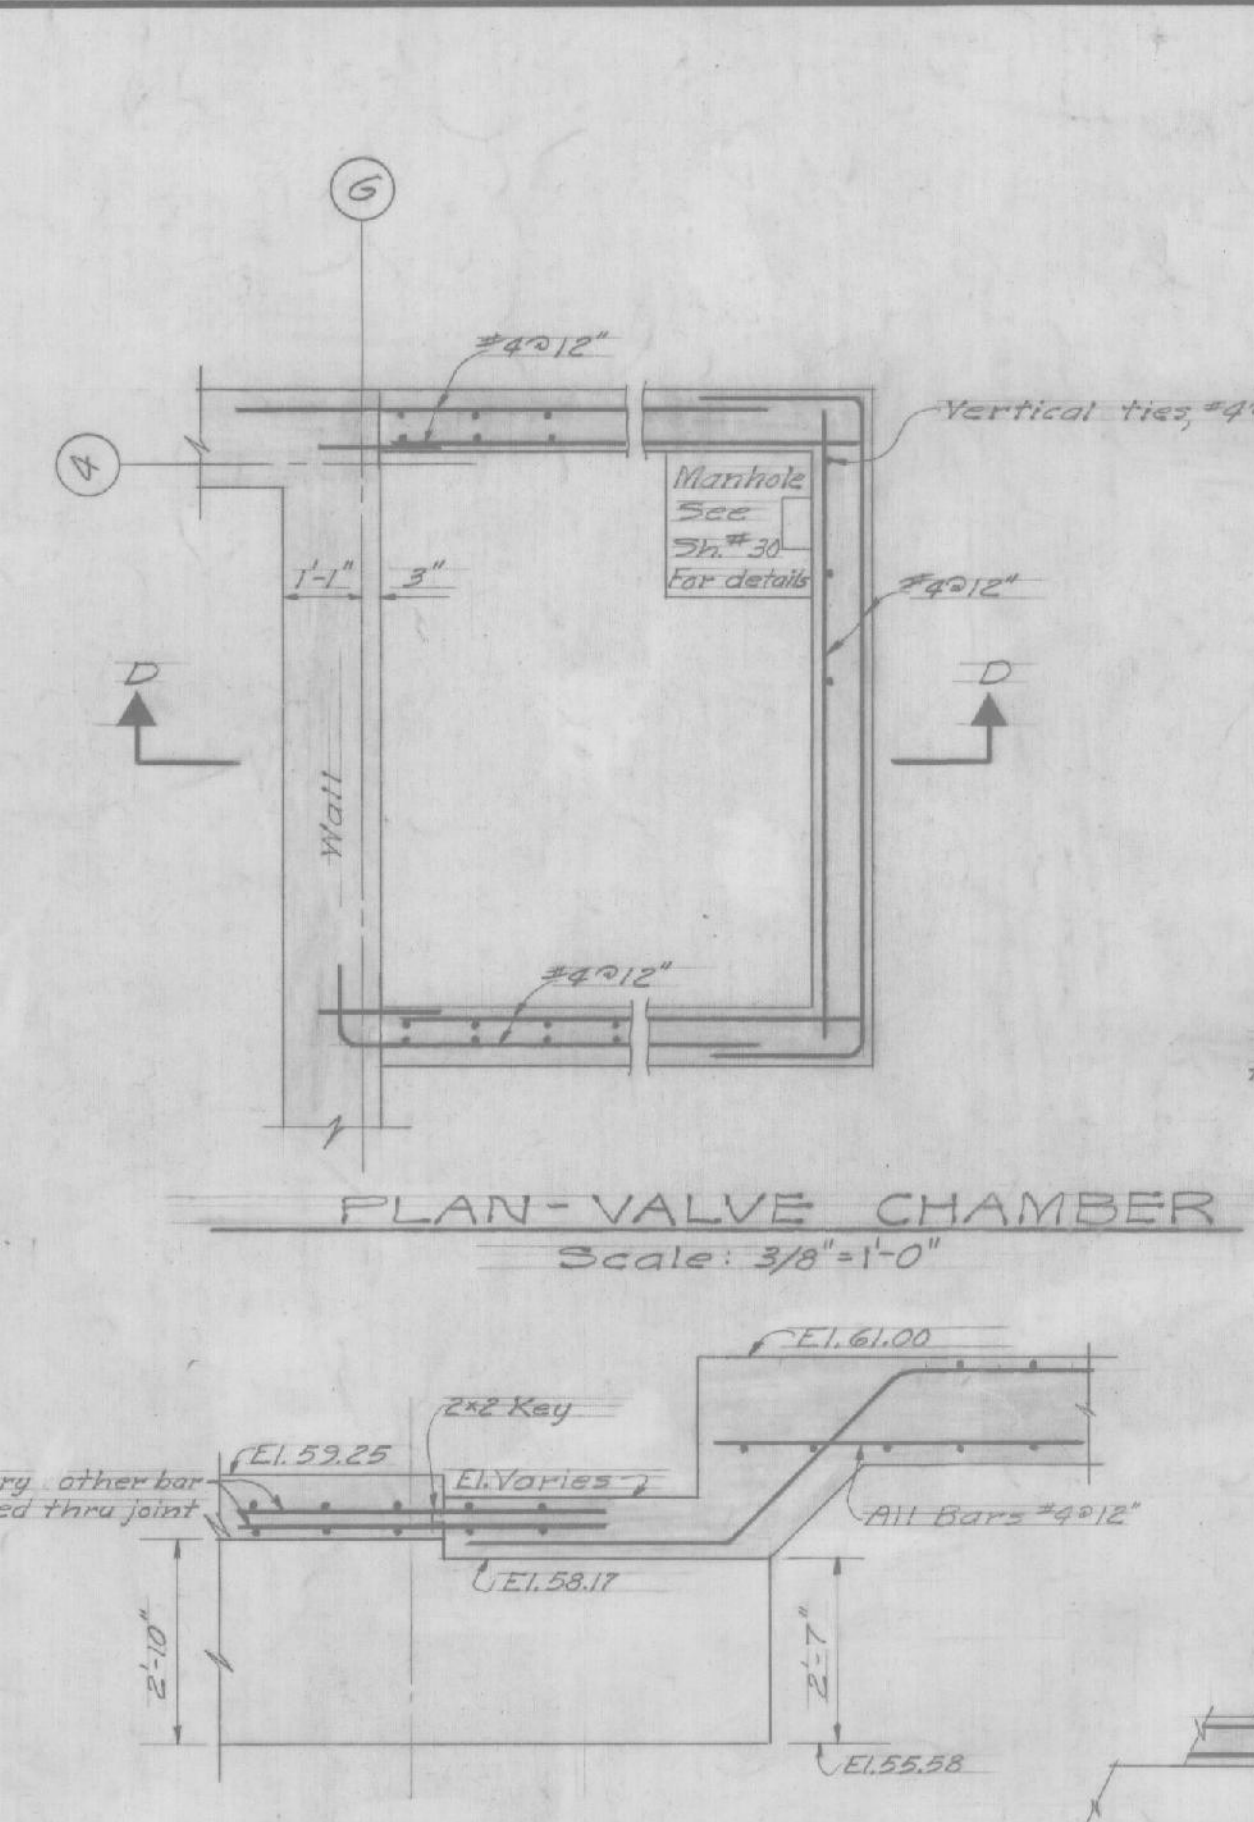 G
#4@12"
Vertical ties, #4
4
Manhole
See
Sh.#30
For details
1'-1"
3"
#4@12"
D
D
Wall
#4@12"
PLAN-VALVE CHAMBER
Scale: 3/8"=1'-0"
El. 61.00
2x2 Key
El. 59.25
El. Varies
ry other bar
ed thru joint
All Bars #4@12"
El. 58.17
2'-10"
2'-7"
El. 55.58